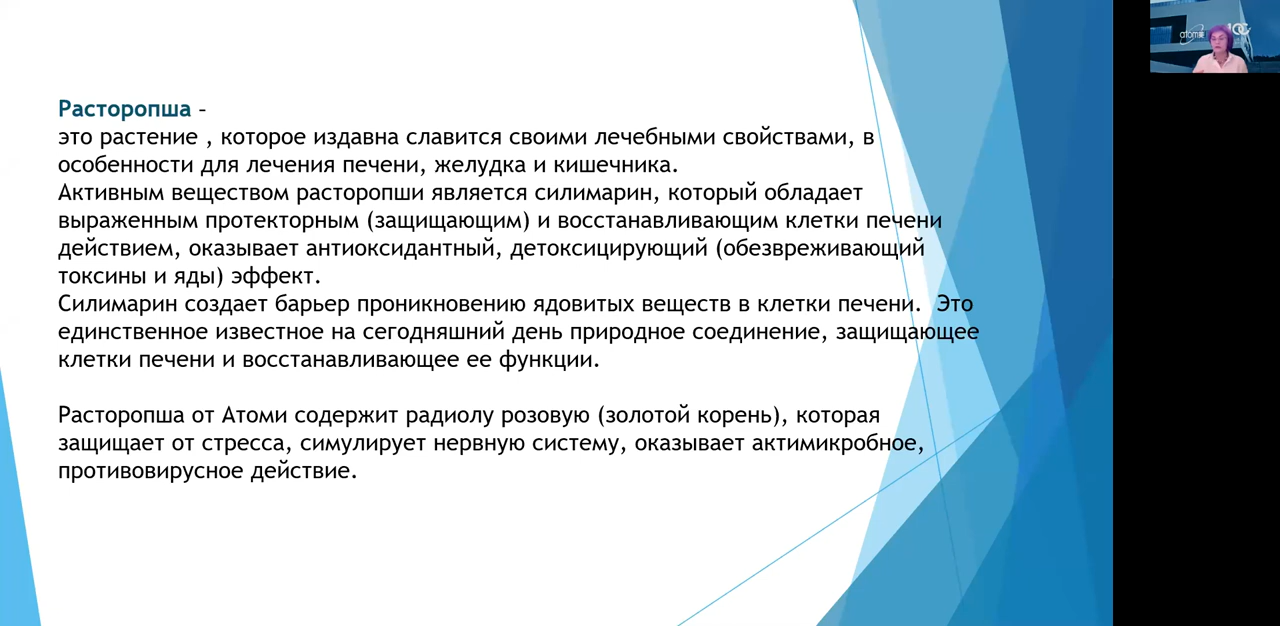 Расторопша –
это растение , которое издавна славится своими лечебными свойствами, в
особенности для лечения печени, желудка и кишечника.
Активным веществом расторопши является силимарин, который обладает
выраженным протекторным (защищающим) и восстанавливающим клетки печени
действием, оказывает антиоксидантный, детоксицирующий (обезвреживающий
токсины и яды) эффект.
Силимарин создает барьер проникновению ядовитых веществ в клетки печени.  Это
единственное известное на сегодняшний день природное соединение, защищающее
клетки печени и восстанавливающее ее функции.
Расторопша от Атоми содержит радиолу розовую (золотой корень), которая
защищает от стресса, симулирует нервную систему, оказывает актимикробное,
противовирусное действие.